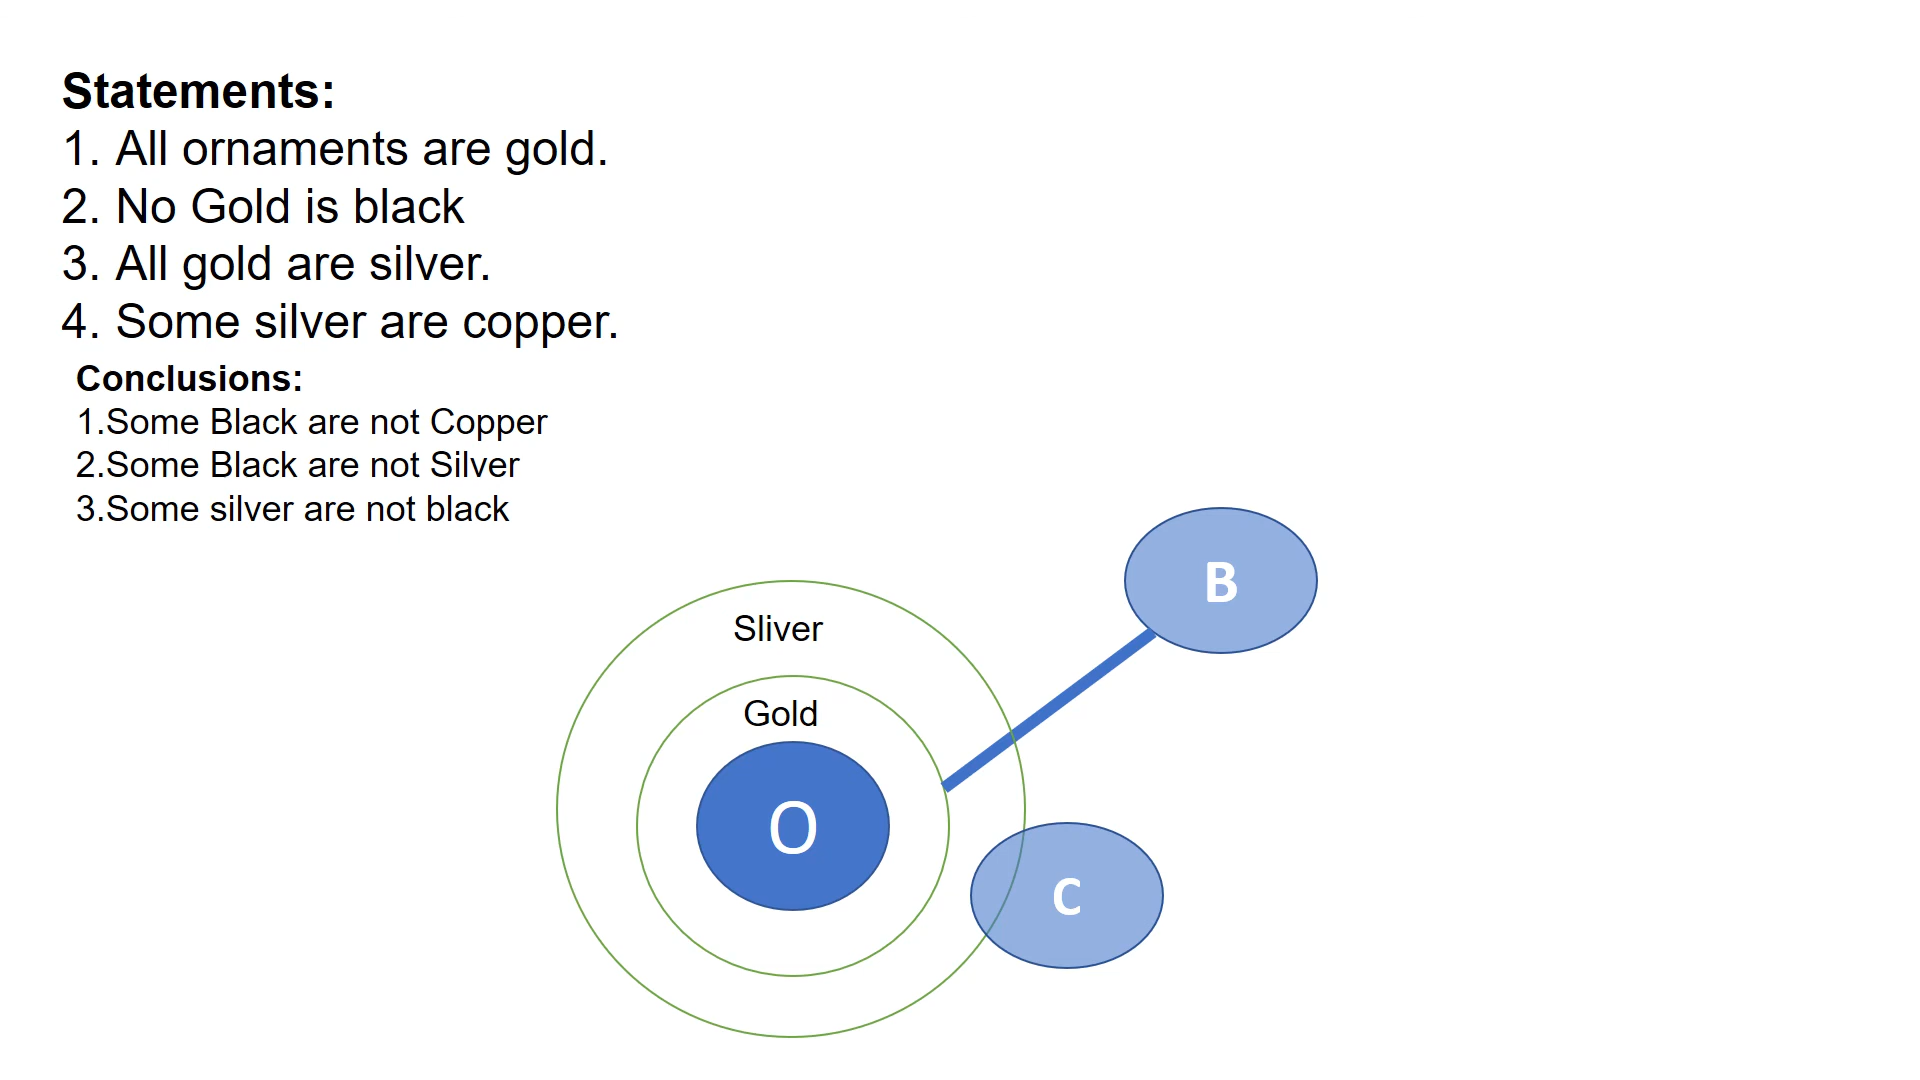 Statements:
1. All ornaments are gold.
2. No Gold is black
3. All gold are silver.
4. Some silver are copper.
Conclusions:
1.Some Black are not Copper
2.Some Black are not Silver
3.Some silver are not black
B
Sliver
Gold
O
C